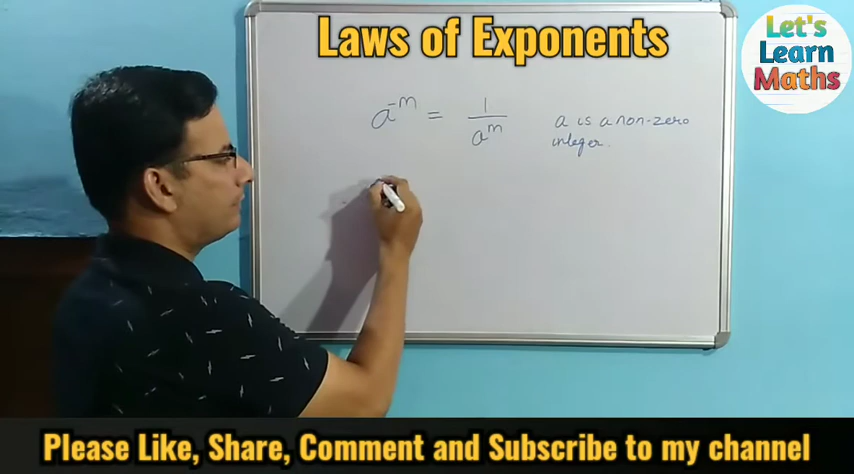 Laws of Exponents
Let's
Learn
Maths
a⁻ᵐ = 1/aᵐ
a is a non-zero
integer.
Please Like, Share, Comment and Subscribe to my channel